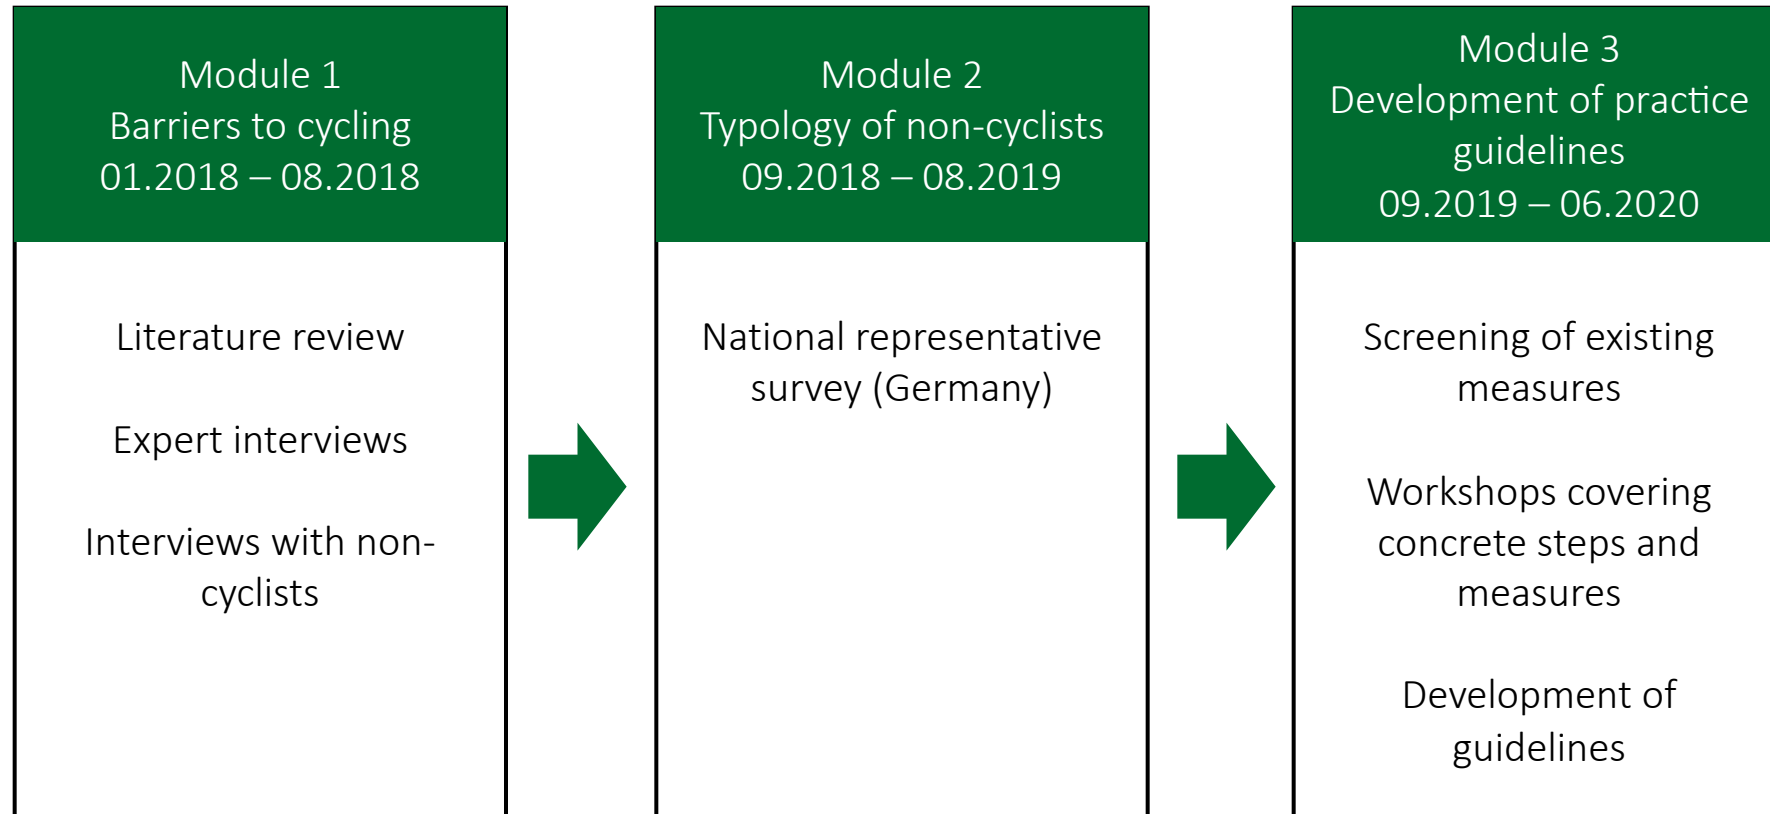 Module 1
Barriers to cycling
01.2018 – 08.2018
Literature review
Expert interviews
Interviews with non-
cyclists
Module 2
Typology of non-cyclists
09.2018 – 08.2019
National representative
survey (Germany)
Module 3
Development of practice
guidelines
09.2019 – 06.2020
Screening of existing
measures
Workshops covering
concrete steps and
measures
Development of
guidelines